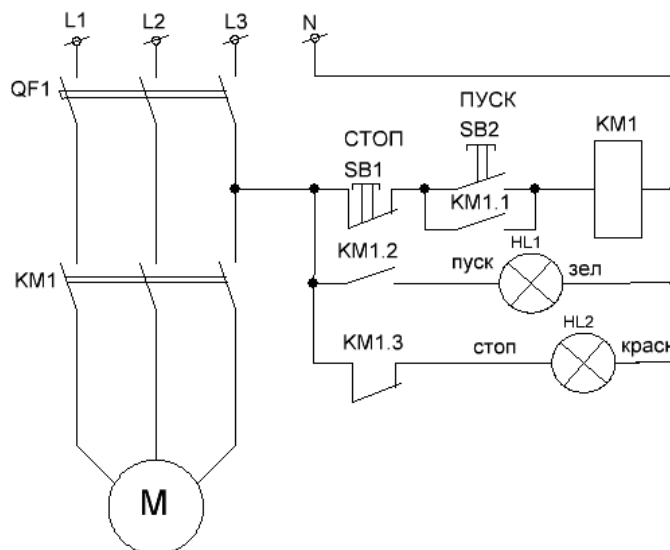 L1 L2 L3 N
QF1
ПУСК
СТОП SB2 KM1
SB1
KM1.1
KM1.2 HL1
пуск зел
KM1
HL2
KM1.3 стоп красн
M